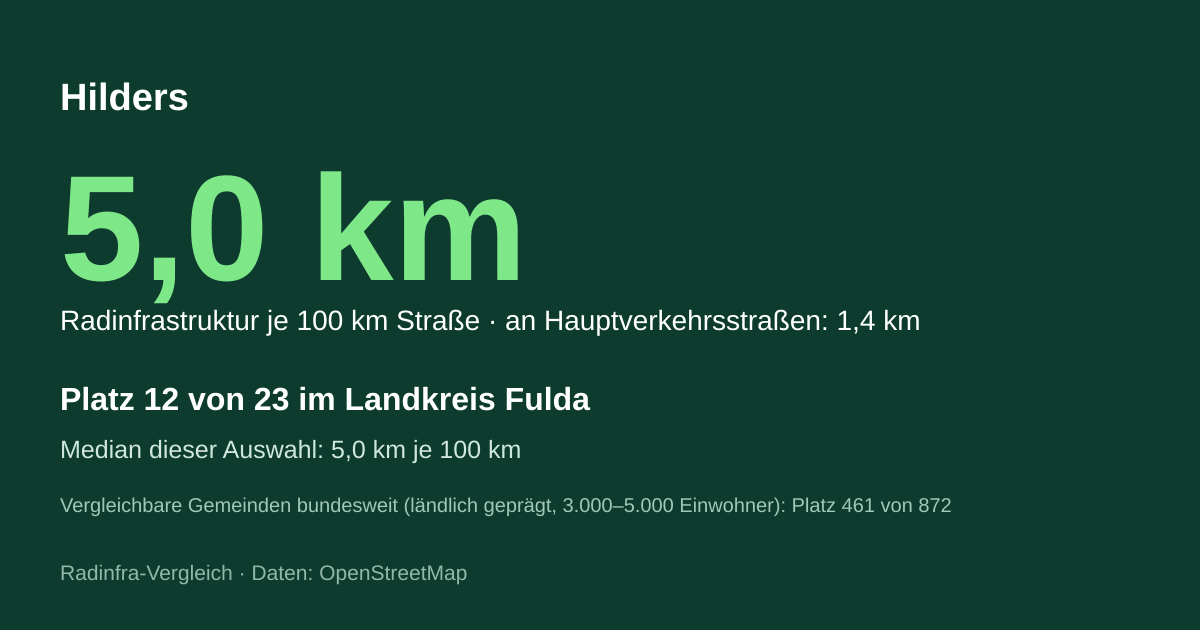 Hilders
5,0 km
Radinfrastruktur je 100 km Straße · an Hauptverkehrsstraßen: 1,4 km
Platz 12 von 23 im Landkreis Fulda
Median dieser Auswahl: 5,0 km je 100 km
Vergleichbare Gemeinden bundesweit (ländlich geprägt, 3.000–5.000 Einwohner): Platz 461 von 872
Radinfra-Vergleich · Daten: OpenStreetMap